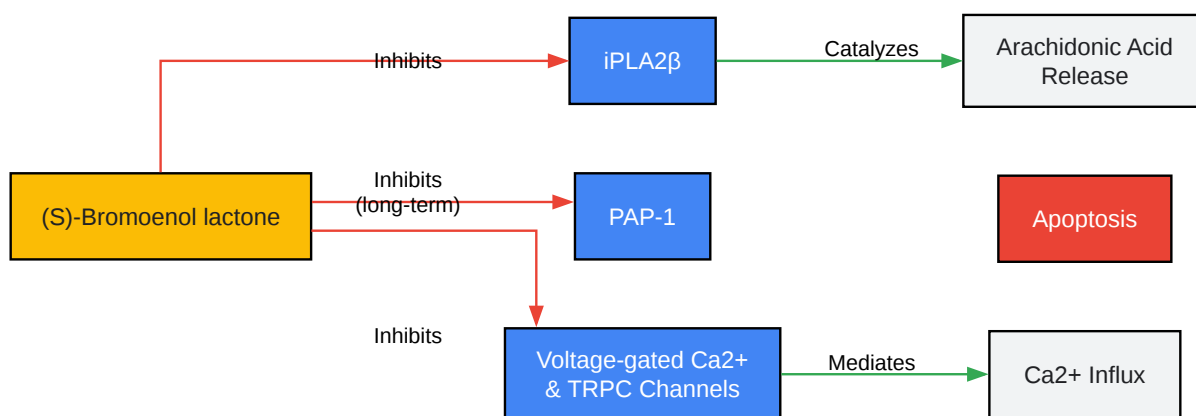 Inhibits
iPLA2β
Catalyzes
Arachidonic Acid
Release
(S)-Bromoenol lactone
Inhibits
(long-term)
PAP-1
Apoptosis
Inhibits
Voltage-gated Ca2+
& TRPC Channels
Mediates
Ca2+ Influx